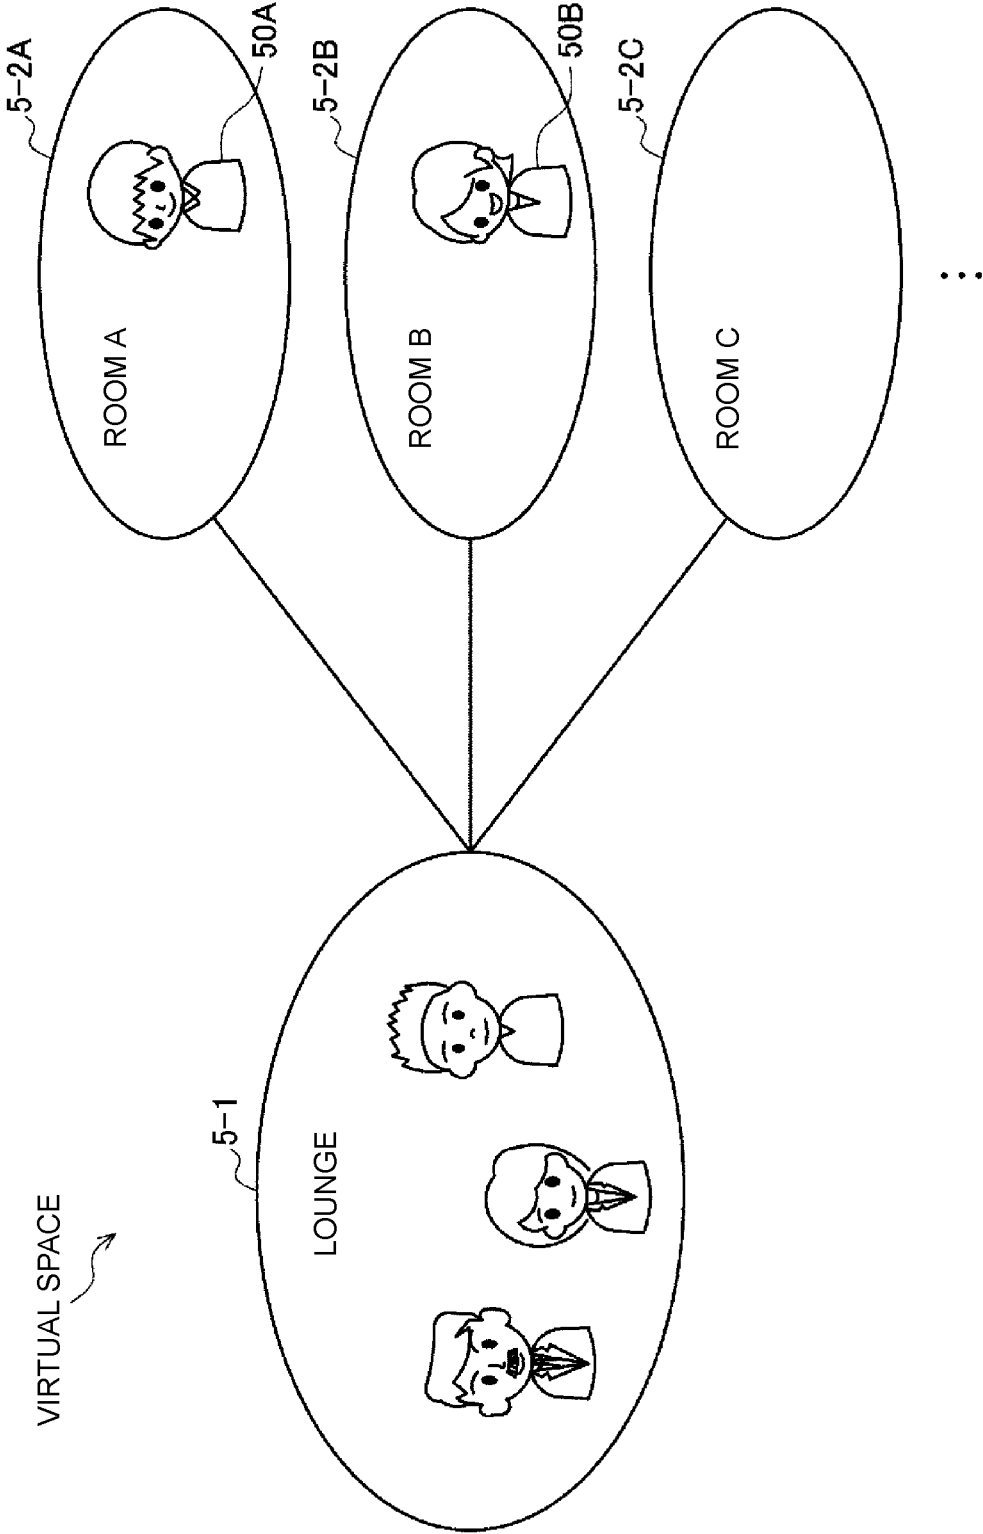 VIRTUAL SPACE
5-1
LOUNGE
5-2A
50A
ROOM A
5-2B
50B
ROOM B
5-2C
ROOM C
...